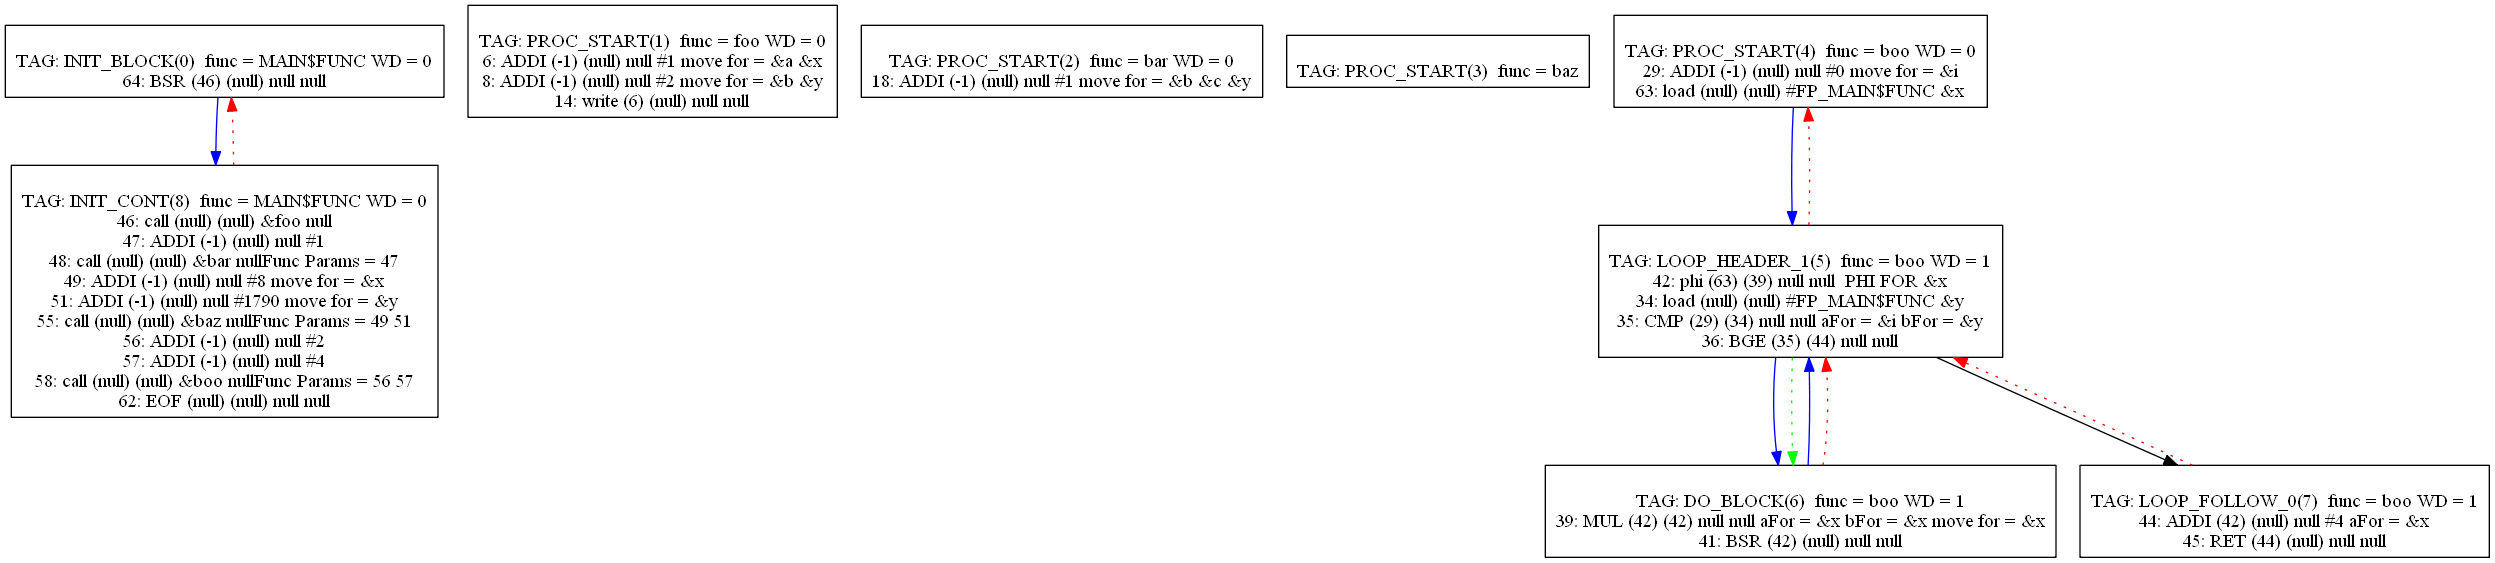 TAG: INIT_BLOCK(0)  func = MAIN$FUNC WD = 0
64: BSR (46) (null) null null
TAG: PROC_START(1)  func = foo WD = 0
6: ADDI (-1) (null) null #1 move for = &a &x
8: ADDI (-1) (null) null #2 move for = &b &y
14: write (6) (null) null null
TAG: PROC_START(2)  func = bar WD = 0
18: ADDI (-1) (null) null #1 move for = &b &c &y
TAG: PROC_START(3)  func = baz
TAG: PROC_START(4)  func = boo WD = 0
29: ADDI (-1) (null) null #0 move for = &i
63: load (null) (null) #FP_MAIN$FUNC &x
TAG: INIT_CONT(8)  func = MAIN$FUNC WD = 0
46: call (null) (null) &foo null
47: ADDI (-1) (null) null #1
48: call (null) (null) &bar nullFunc Params = 47
49: ADDI (-1) (null) null #8 move for = &x
51: ADDI (-1) (null) null #1790 move for = &y
55: call (null) (null) &baz nullFunc Params = 49 51
56: ADDI (-1) (null) null #2
57: ADDI (-1) (null) null #4
58: call (null) (null) &boo nullFunc Params = 56 57
62: EOF (null) (null) null null
TAG: LOOP_HEADER_1(5)  func = boo WD = 1
42: phi (63) (39) null null  PHI FOR &x
34: load (null) (null) #FP_MAIN$FUNC &y
35: CMP (29) (34) null null aFor = &i bFor = &y
36: BGE (35) (44) null null
TAG: DO_BLOCK(6)  func = boo WD = 1
39: MUL (42) (42) null null aFor = &x bFor = &x move for = &x
41: BSR (42) (null) null null
TAG: LOOP_FOLLOW_0(7)  func = boo WD = 1
44: ADDI (42) (null) null #4 aFor = &x
45: RET (44) (null) null null